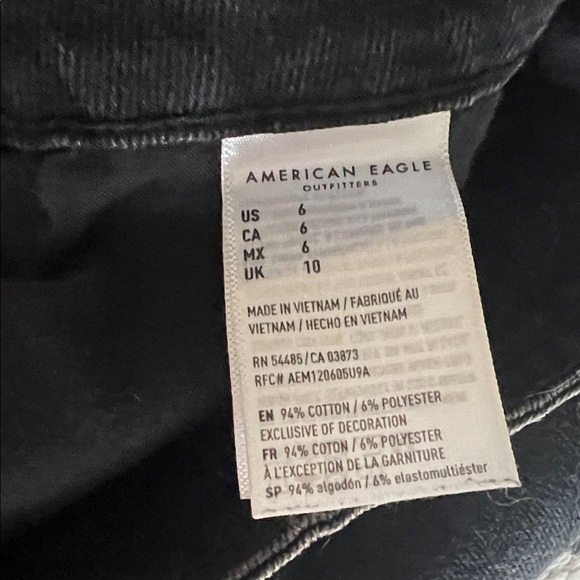 AMERICAN EAGLE
OUTFITTERS
US 6
CA 6
MX 6
UK 10
MADE IN VIETNAM / FABRIQUÉ AU
VIETNAM / HECHO EN VIETNAM
RN 54485 / CA 03873
RFC# AEM120605U9A
EN 94% COTTON / 6% POLYESTER
EXCLUSIVE OF DECORATION
FR 94% COTON / 6% POLYESTER
À L'EXCEPTION DE LA GARNITURE
SP 94% algodón / 6% elastomultiéster